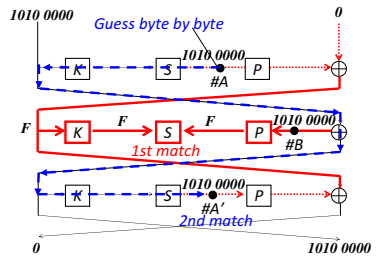 1010 0000
0
Guess byte by byte
1010 0000
K S P
#A
F F F 1010 0000
K S P
#B
1st match
1010 0000
K S P
#A’
2nd match
0 1010 0000